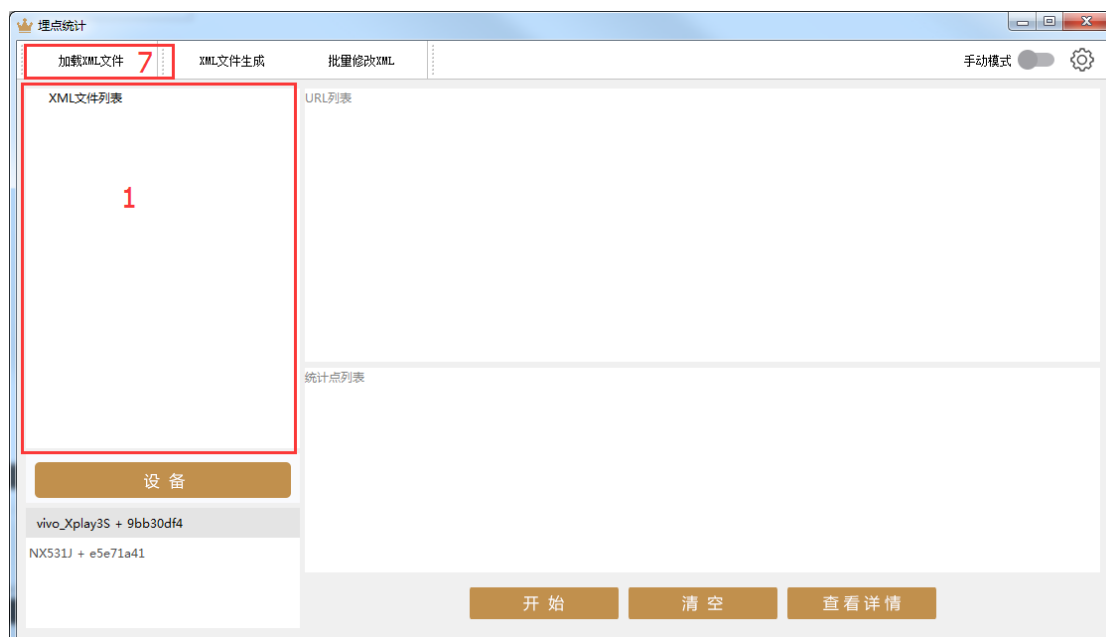 埋点统计
加载XML文件 7 XML文件生成 批量修改XML 手动模式
XML文件列表 URL列表
1
统计点列表
设 备
vivo_Xplay3S + 9bb30df4
NX531J + e5e71a41
开 始 清 空 查看详情